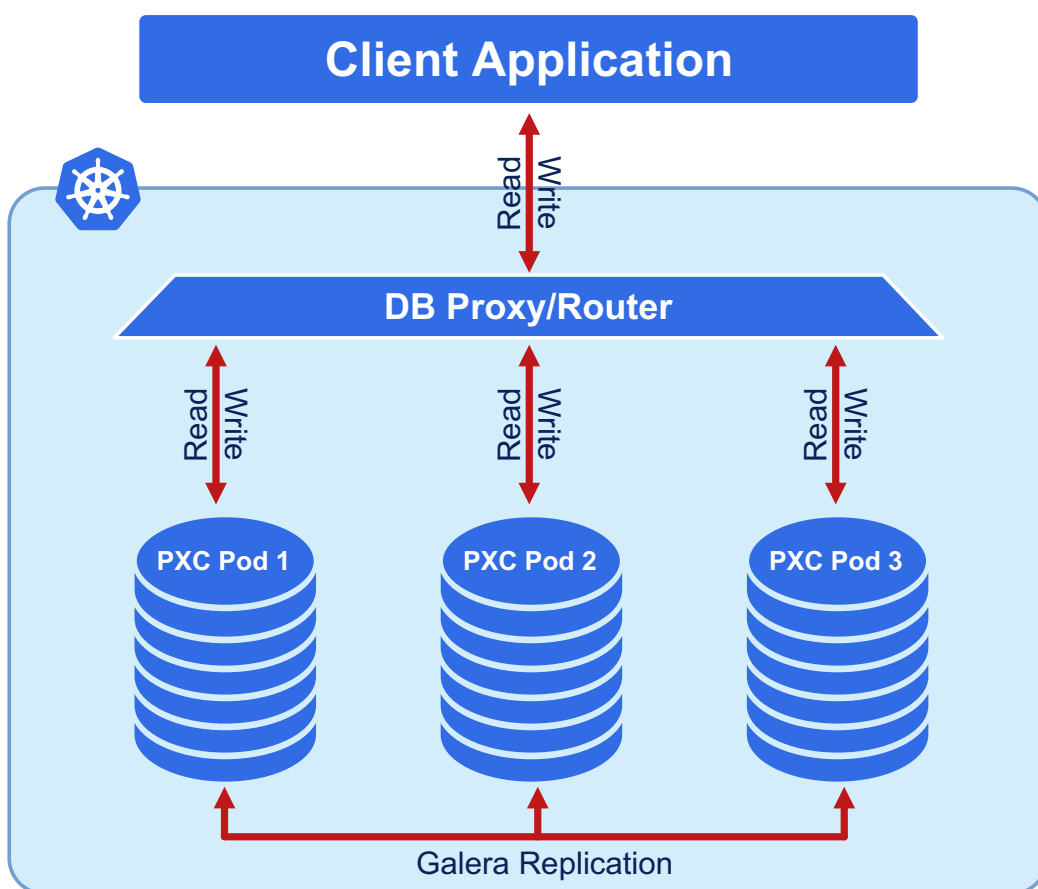 Client Application
Read
Write
DB Proxy/Router
Read
Write
Read
Write
Read
Write
PXC Pod 1
PXC Pod 2
PXC Pod 3
Galera Replication